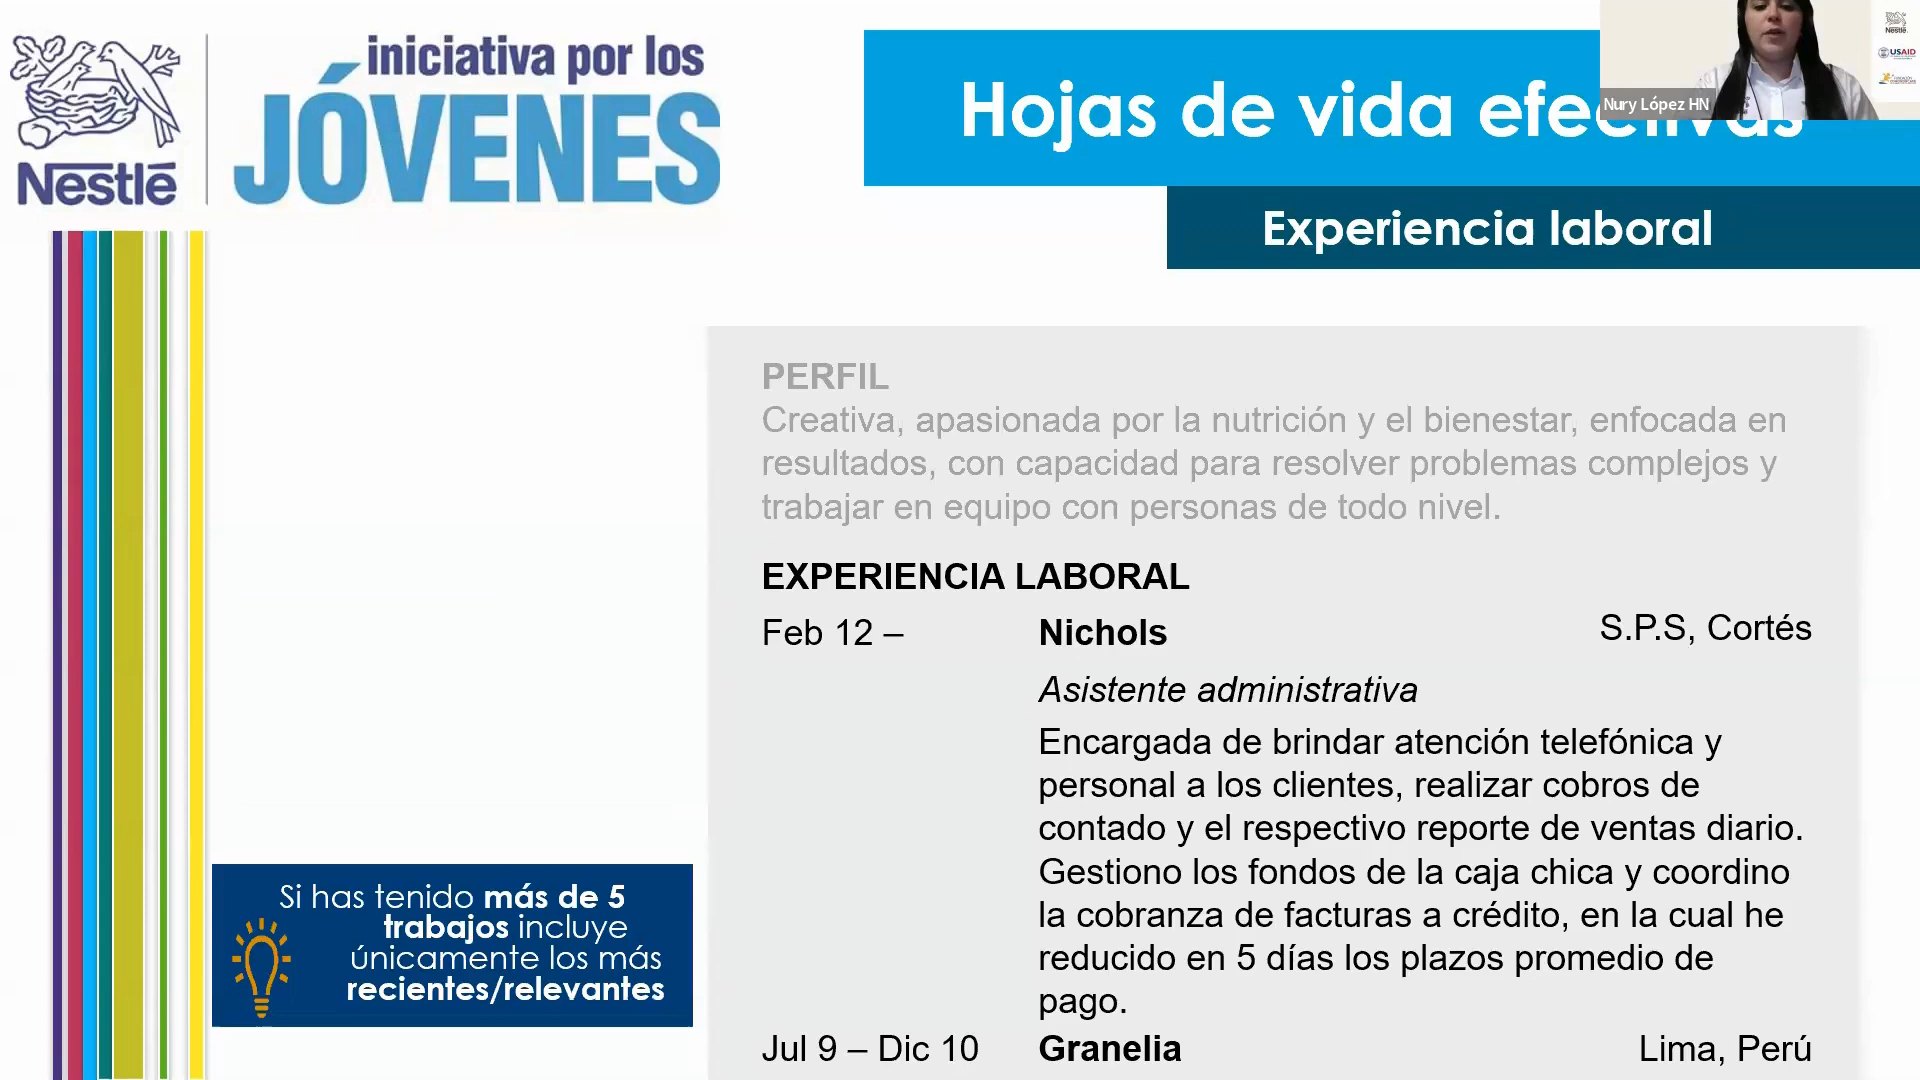 iniciativa por los
JÓVENES
Nestlé
Hojas de vida efectivas
Nury López HN
Nestlé
USAID
Experiencia laboral
PERFIL
Creativa, apasionada por la nutrición y el bienestar, enfocada en
resultados, con capacidad para resolver problemas complejos y
trabajar en equipo con personas de todo nivel.
EXPERIENCIA LABORAL
Feb 12 – Nichols S.P.S, Cortés
Asistente administrativa
Encargada de brindar atención telefónica y
personal a los clientes, realizar cobros de
contado y el respectivo reporte de ventas diario.
Gestiono los fondos de la caja chica y coordino
la cobranza de facturas a crédito, en la cual he
reducido en 5 días los plazos promedio de
pago.
Jul 9 – Dic 10 Granelia Lima, Perú
Si has tenido más de 5
trabajos incluye
únicamente los más
recientes/relevantes